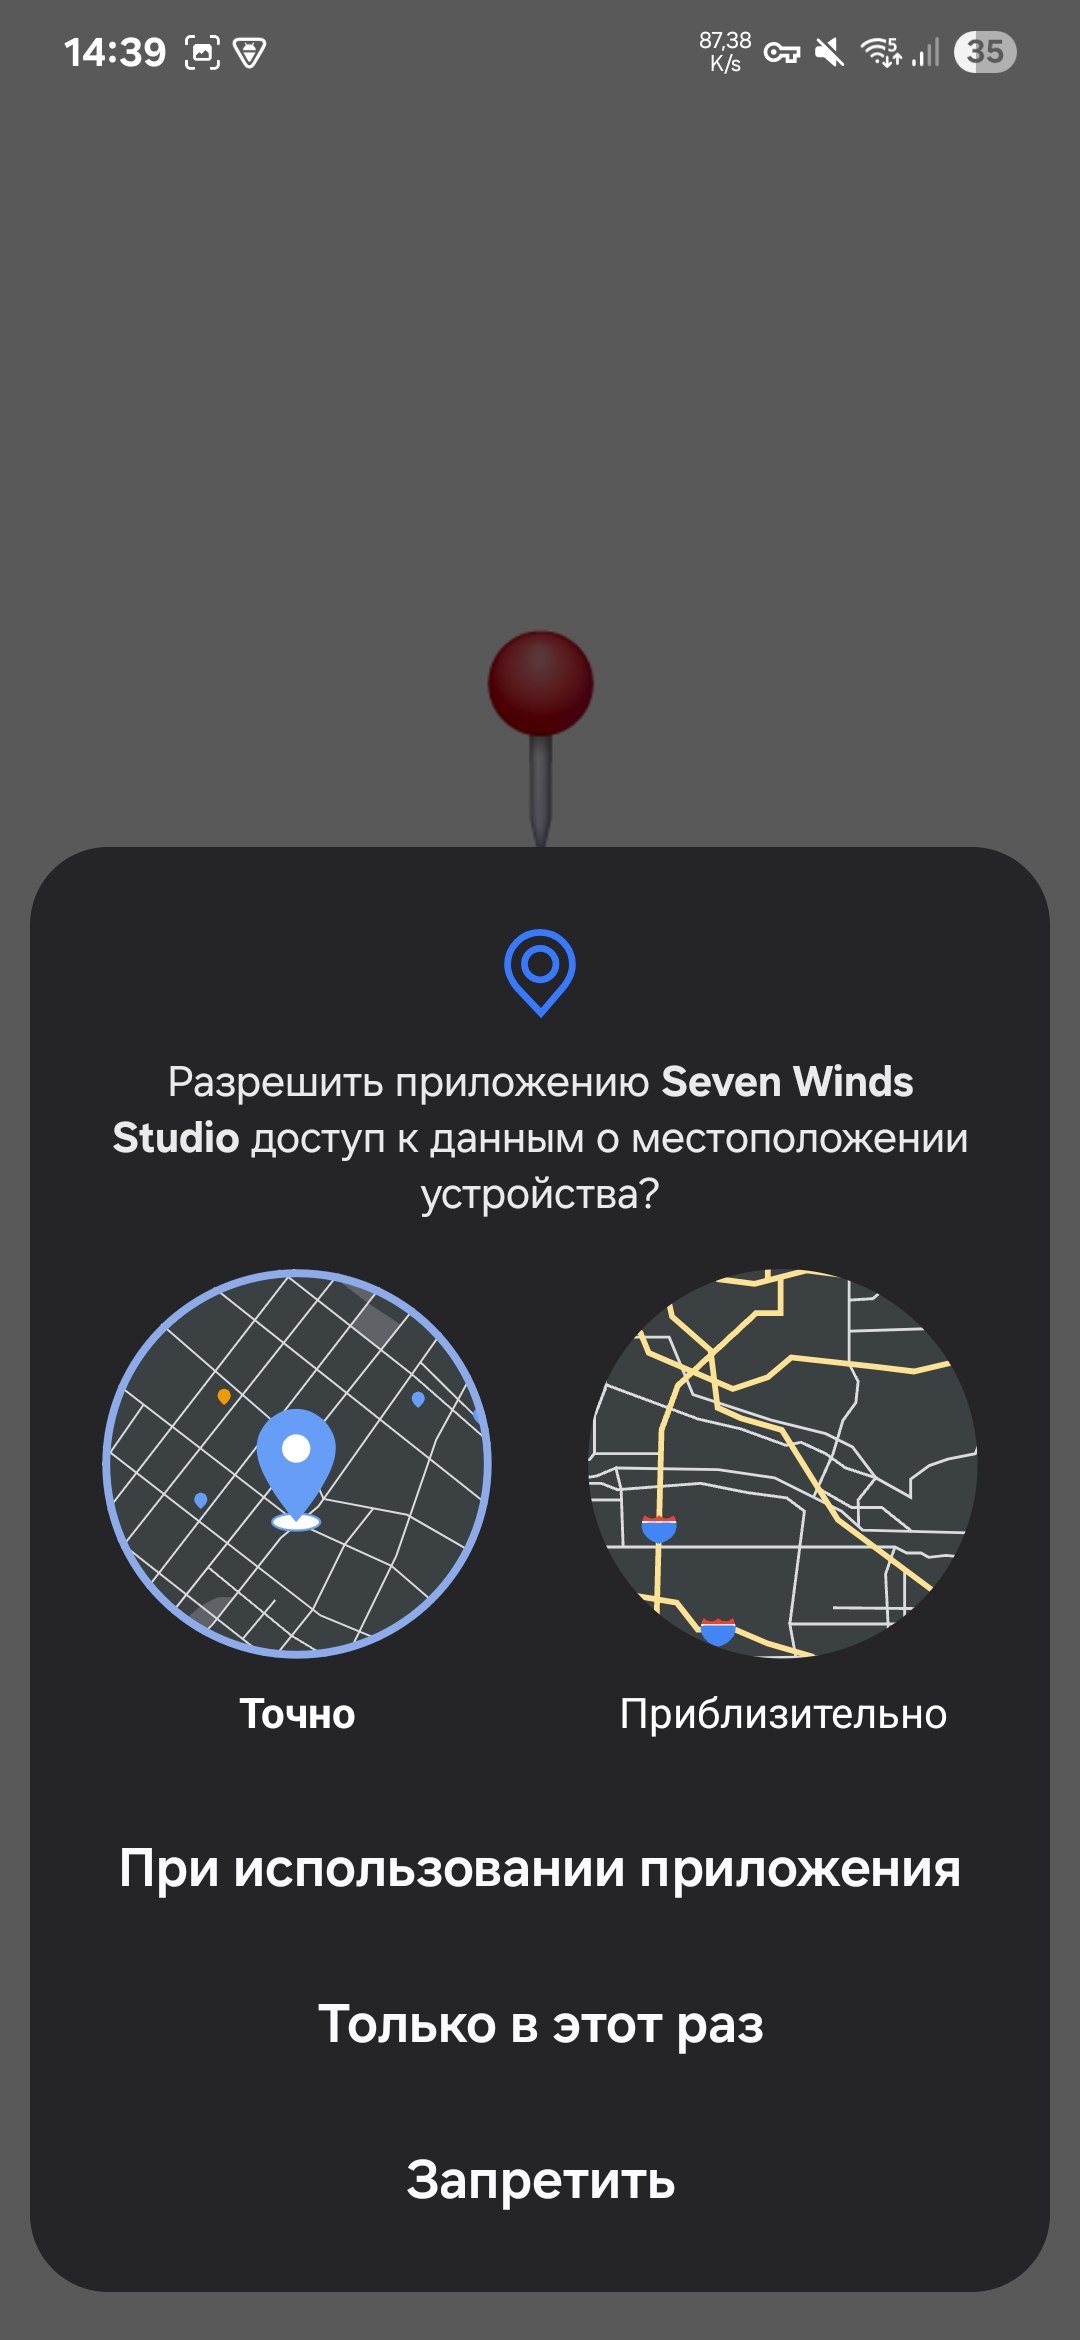 14:39
87,38
K/s
5
35
Разрешить приложению Seven Winds
Studio доступ к данным о местоположении
устройства?
Точно
Приблизительно
При использовании приложения
Только в этот раз
Запретить